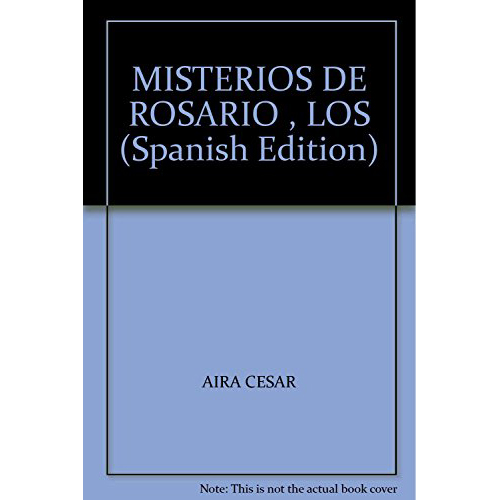 MISTERIOS DE
ROSARIO , LOS
(Spanish Edition)
AIRA CESAR
Note: This is not the actual book cover